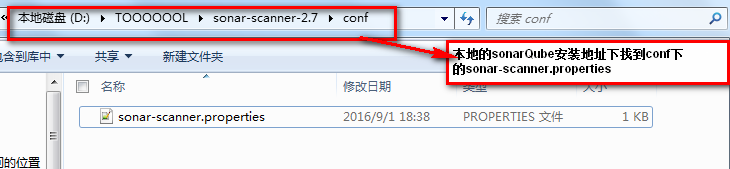 本地磁盘 (D:) ▸ TOOOOOOL ▸ sonar-scanner-2.7 ▸ conf
搜索 conf
包含到库中 共享 新建文件夹
本地的sonarQube安装地址下找到conf下
的sonar-scanner.properties
名称 修改日期 类型 大小
sonar-scanner.properties 2016/9/1 18:38 PROPERTIES 文件 1 KB
问的位置